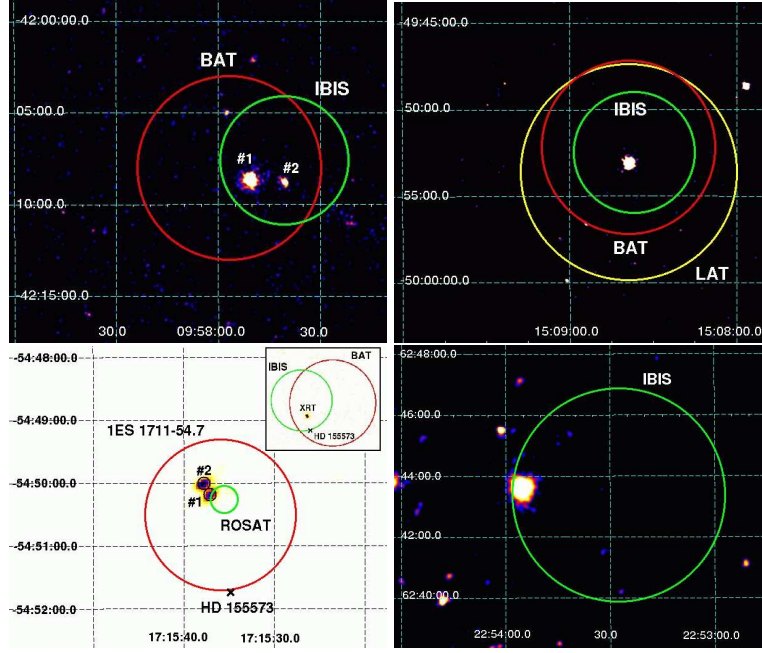 -42:00:00.0
BAT
IBIS
05:00.0
#1
#2
10:00.0
-42:15:00.0
30.0
09:58:00.0
30.0
-49:45:00.0
50:00.0
IBIS
55:00.0
BAT
LAT
-50:00:00.0
15:09:00.0
15:08:00.0
-54:48:00.0
BAT
IBIS
XRT
HD 155573
-54:49:00.0
1ES 1711-54.7
#2
-54:50:00.0
#1
ROSAT
-54:51:00.0
HD 155573
-54:52:00.0
17:15:40.0
17:15:30.0
62:48:00.0
IBIS
46:00.0
44:00.0
42:00.0
62:40:00.0
22:54:00.0
30.0
22:53:00.0